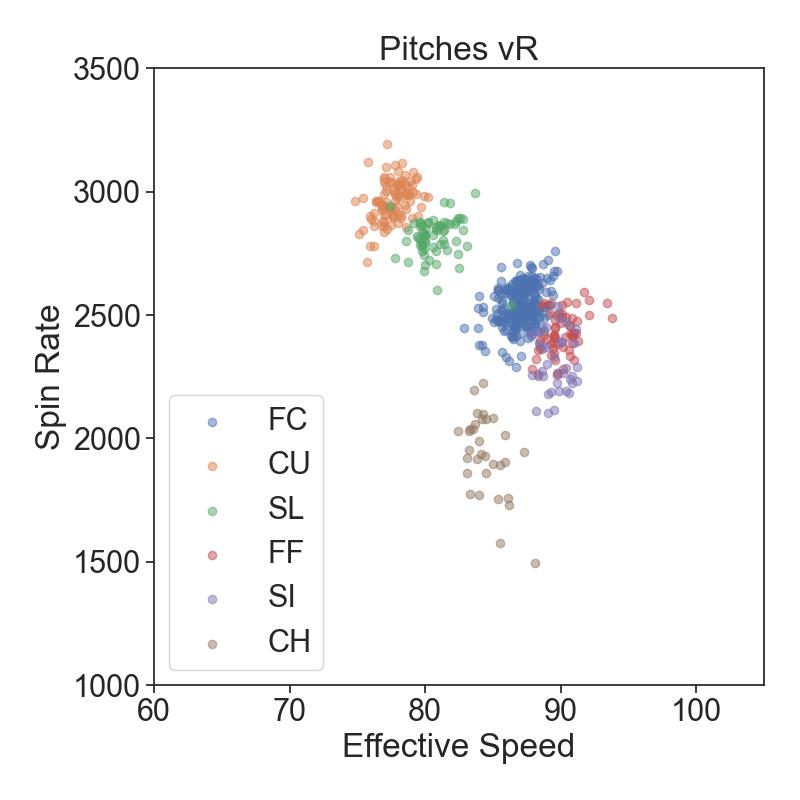 Pitches vR
3500
3000
2500
2000
1500
1000
Spin Rate
FC
CU
SL
FF
SI
CH
60 70 80 90 100
Effective Speed